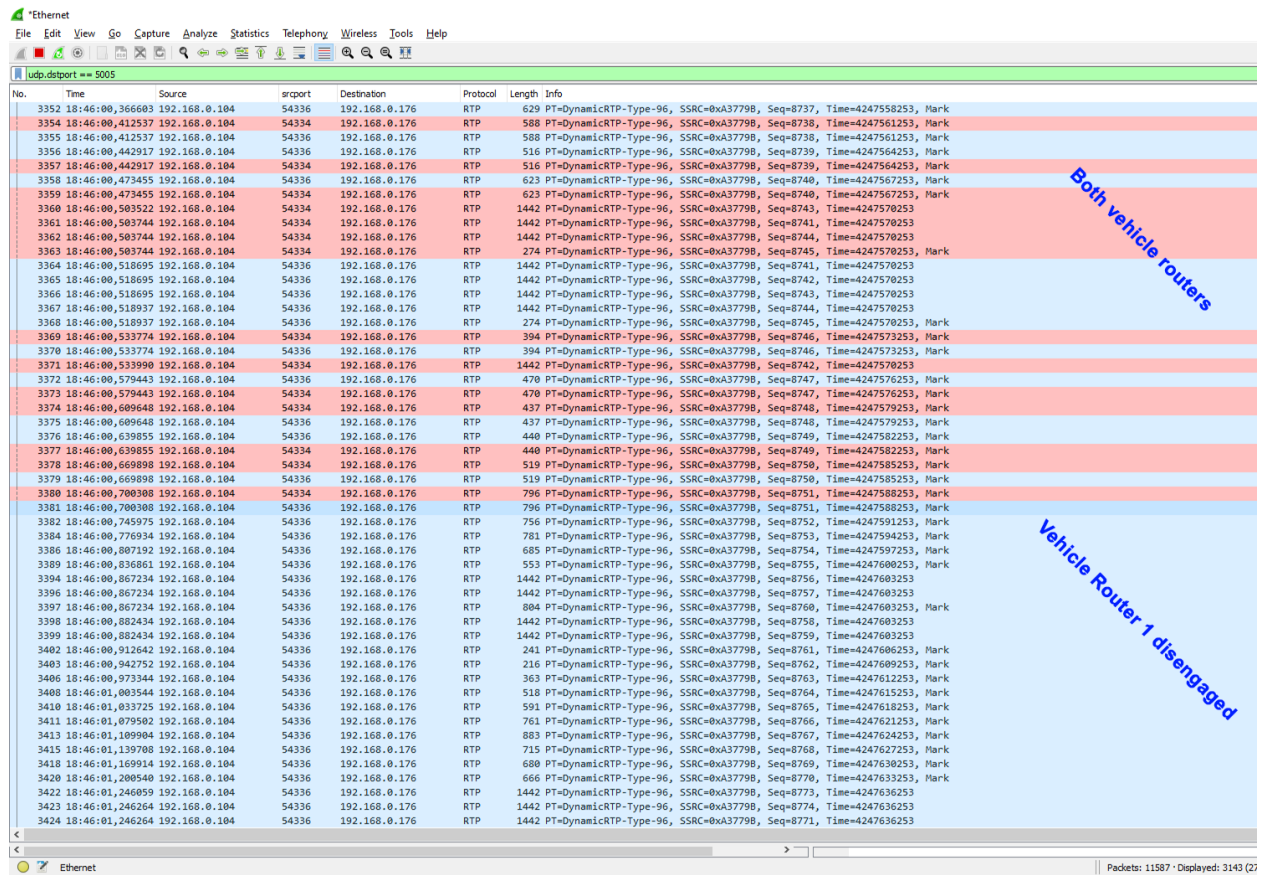 *Ethernet
File Edit View Go Capture Analyze Statistics Telephony Wireless Tools Help
udp.dstport == 5005
No. Time Source srcport Destination Protocol Length Info
3352 18:46:00,366603 192.168.0.104 54336 192.168.0.176 RTP 629 PT=DynamicRTP-Type-96, SSRC=0xA3779B, Seq=8737, Time=4247558253, Mark
3354 18:46:00,412537 192.168.0.104 54334 192.168.0.176 RTP 588 PT=DynamicRTP-Type-96, SSRC=0xA3779B, Seq=8738, Time=4247561253, Mark
3355 18:46:00,412537 192.168.0.104 54336 192.168.0.176 RTP 588 PT=DynamicRTP-Type-96, SSRC=0xA3779B, Seq=8738, Time=4247561253, Mark
3356 18:46:00,442917 192.168.0.104 54336 192.168.0.176 RTP 516 PT=DynamicRTP-Type-96, SSRC=0xA3779B, Seq=8739, Time=4247564253, Mark
3357 18:46:00,442917 192.168.0.104 54334 192.168.0.176 RTP 516 PT=DynamicRTP-Type-96, SSRC=0xA3779B, Seq=8739, Time=4247564253, Mark
3358 18:46:00,473455 192.168.0.104 54336 192.168.0.176 RTP 623 PT=DynamicRTP-Type-96, SSRC=0xA3779B, Seq=8740, Time=4247567253, Mark
3359 18:46:00,473455 192.168.0.104 54334 192.168.0.176 RTP 623 PT=DynamicRTP-Type-96, SSRC=0xA3779B, Seq=8740, Time=4247567253, Mark
3360 18:46:00,503522 192.168.0.104 54334 192.168.0.176 RTP 1442 PT=DynamicRTP-Type-96, SSRC=0xA3779B, Seq=8743, Time=4247570253
3361 18:46:00,503744 192.168.0.104 54334 192.168.0.176 RTP 1442 PT=DynamicRTP-Type-96, SSRC=0xA3779B, Seq=8741, Time=4247570253
3362 18:46:00,503744 192.168.0.104 54334 192.168.0.176 RTP 1442 PT=DynamicRTP-Type-96, SSRC=0xA3779B, Seq=8744, Time=4247570253
3363 18:46:00,503744 192.168.0.104 54334 192.168.0.176 RTP 274 PT=DynamicRTP-Type-96, SSRC=0xA3779B, Seq=8745, Time=4247570253, Mark
3364 18:46:00,518695 192.168.0.104 54336 192.168.0.176 RTP 1442 PT=DynamicRTP-Type-96, SSRC=0xA3779B, Seq=8741, Time=4247570253
3365 18:46:00,518695 192.168.0.104 54336 192.168.0.176 RTP 1442 PT=DynamicRTP-Type-96, SSRC=0xA3779B, Seq=8742, Time=4247570253
3366 18:46:00,518695 192.168.0.104 54336 192.168.0.176 RTP 1442 PT=DynamicRTP-Type-96, SSRC=0xA3779B, Seq=8743, Time=4247570253
3367 18:46:00,518937 192.168.0.104 54336 192.168.0.176 RTP 1442 PT=DynamicRTP-Type-96, SSRC=0xA3779B, Seq=8744, Time=4247570253
3368 18:46:00,518937 192.168.0.104 54336 192.168.0.176 RTP 274 PT=DynamicRTP-Type-96, SSRC=0xA3779B, Seq=8745, Time=4247570253, Mark
3369 18:46:00,533774 192.168.0.104 54334 192.168.0.176 RTP 394 PT=DynamicRTP-Type-96, SSRC=0xA3779B, Seq=8746, Time=4247573253, Mark
3370 18:46:00,533774 192.168.0.104 54336 192.168.0.176 RTP 394 PT=DynamicRTP-Type-96, SSRC=0xA3779B, Seq=8746, Time=4247573253, Mark
3371 18:46:00,533990 192.168.0.104 54334 192.168.0.176 RTP 1442 PT=DynamicRTP-Type-96, SSRC=0xA3779B, Seq=8742, Time=4247570253
3372 18:46:00,579443 192.168.0.104 54336 192.168.0.176 RTP 470 PT=DynamicRTP-Type-96, SSRC=0xA3779B, Seq=8747, Time=4247576253, Mark
3373 18:46:00,579443 192.168.0.104 54334 192.168.0.176 RTP 470 PT=DynamicRTP-Type-96, SSRC=0xA3779B, Seq=8747, Time=4247576253, Mark
3374 18:46:00,609648 192.168.0.104 54334 192.168.0.176 RTP 437 PT=DynamicRTP-Type-96, SSRC=0xA3779B, Seq=8748, Time=4247579253, Mark
3375 18:46:00,609648 192.168.0.104 54336 192.168.0.176 RTP 437 PT=DynamicRTP-Type-96, SSRC=0xA3779B, Seq=8748, Time=4247579253, Mark
3376 18:46:00,639855 192.168.0.104 54336 192.168.0.176 RTP 440 PT=DynamicRTP-Type-96, SSRC=0xA3779B, Seq=8749, Time=4247582253, Mark
3377 18:46:00,639855 192.168.0.104 54334 192.168.0.176 RTP 440 PT=DynamicRTP-Type-96, SSRC=0xA3779B, Seq=8749, Time=4247582253, Mark
3378 18:46:00,669898 192.168.0.104 54334 192.168.0.176 RTP 519 PT=DynamicRTP-Type-96, SSRC=0xA3779B, Seq=8750, Time=4247585253, Mark
3379 18:46:00,669898 192.168.0.104 54336 192.168.0.176 RTP 519 PT=DynamicRTP-Type-96, SSRC=0xA3779B, Seq=8750, Time=4247585253, Mark
3380 18:46:00,700308 192.168.0.104 54334 192.168.0.176 RTP 796 PT=DynamicRTP-Type-96, SSRC=0xA3779B, Seq=8751, Time=4247588253, Mark
3381 18:46:00,700308 192.168.0.104 54336 192.168.0.176 RTP 796 PT=DynamicRTP-Type-96, SSRC=0xA3779B, Seq=8751, Time=4247588253, Mark
3382 18:46:00,745975 192.168.0.104 54336 192.168.0.176 RTP 756 PT=DynamicRTP-Type-96, SSRC=0xA3779B, Seq=8752, Time=4247591253, Mark
3384 18:46:00,776934 192.168.0.104 54336 192.168.0.176 RTP 781 PT=DynamicRTP-Type-96, SSRC=0xA3779B, Seq=8753, Time=4247594253, Mark
3386 18:46:00,807192 192.168.0.104 54336 192.168.0.176 RTP 685 PT=DynamicRTP-Type-96, SSRC=0xA3779B, Seq=8754, Time=4247597253, Mark
3389 18:46:00,836861 192.168.0.104 54336 192.168.0.176 RTP 553 PT=DynamicRTP-Type-96, SSRC=0xA3779B, Seq=8755, Time=4247600253, Mark
3394 18:46:00,867234 192.168.0.104 54336 192.168.0.176 RTP 1442 PT=DynamicRTP-Type-96, SSRC=0xA3779B, Seq=8756, Time=4247603253
3396 18:46:00,867234 192.168.0.104 54336 192.168.0.176 RTP 1442 PT=DynamicRTP-Type-96, SSRC=0xA3779B, Seq=8757, Time=4247603253
3397 18:46:00,867234 192.168.0.104 54336 192.168.0.176 RTP 804 PT=DynamicRTP-Type-96, SSRC=0xA3779B, Seq=8760, Time=4247603253, Mark
3398 18:46:00,882434 192.168.0.104 54336 192.168.0.176 RTP 1442 PT=DynamicRTP-Type-96, SSRC=0xA3779B, Seq=8758, Time=4247603253
3399 18:46:00,882434 192.168.0.104 54336 192.168.0.176 RTP 1442 PT=DynamicRTP-Type-96, SSRC=0xA3779B, Seq=8759, Time=4247603253
3402 18:46:00,912642 192.168.0.104 54336 192.168.0.176 RTP 241 PT=DynamicRTP-Type-96, SSRC=0xA3779B, Seq=8761, Time=4247606253, Mark
3403 18:46:00,942752 192.168.0.104 54336 192.168.0.176 RTP 216 PT=DynamicRTP-Type-96, SSRC=0xA3779B, Seq=8762, Time=4247609253, Mark
3406 18:46:00,973344 192.168.0.104 54336 192.168.0.176 RTP 363 PT=DynamicRTP-Type-96, SSRC=0xA3779B, Seq=8763, Time=4247612253, Mark
3408 18:46:01,003544 192.168.0.104 54336 192.168.0.176 RTP 518 PT=DynamicRTP-Type-96, SSRC=0xA3779B, Seq=8764, Time=4247615253, Mark
3410 18:46:01,033725 192.168.0.104 54336 192.168.0.176 RTP 591 PT=DynamicRTP-Type-96, SSRC=0xA3779B, Seq=8765, Time=4247618253, Mark
3411 18:46:01,079502 192.168.0.104 54336 192.168.0.176 RTP 761 PT=DynamicRTP-Type-96, SSRC=0xA3779B, Seq=8766, Time=4247621253, Mark
3413 18:46:01,109904 192.168.0.104 54336 192.168.0.176 RTP 883 PT=DynamicRTP-Type-96, SSRC=0xA3779B, Seq=8767, Time=4247624253, Mark
3415 18:46:01,139708 192.168.0.104 54336 192.168.0.176 RTP 715 PT=DynamicRTP-Type-96, SSRC=0xA3779B, Seq=8768, Time=4247627253, Mark
3418 18:46:01,169914 192.168.0.104 54336 192.168.0.176 RTP 680 PT=DynamicRTP-Type-96, SSRC=0xA3779B, Seq=8769, Time=4247630253, Mark
3420 18:46:01,200540 192.168.0.104 54336 192.168.0.176 RTP 666 PT=DynamicRTP-Type-96, SSRC=0xA3779B, Seq=8770, Time=4247633253, Mark
3422 18:46:01,246059 192.168.0.104 54336 192.168.0.176 RTP 1442 PT=DynamicRTP-Type-96, SSRC=0xA3779B, Seq=8773, Time=4247636253
3423 18:46:01,246264 192.168.0.104 54336 192.168.0.176 RTP 1442 PT=DynamicRTP-Type-96, SSRC=0xA3779B, Seq=8774, Time=4247636253
3424 18:46:01,246264 192.168.0.104 54336 192.168.0.176 RTP 1442 PT=DynamicRTP-Type-96, SSRC=0xA3779B, Seq=8771, Time=4247636253
Both vehicle routers
Vehicle Router 1 disengaged
Ethernet
Packets: 11587 · Displayed: 3143 (27